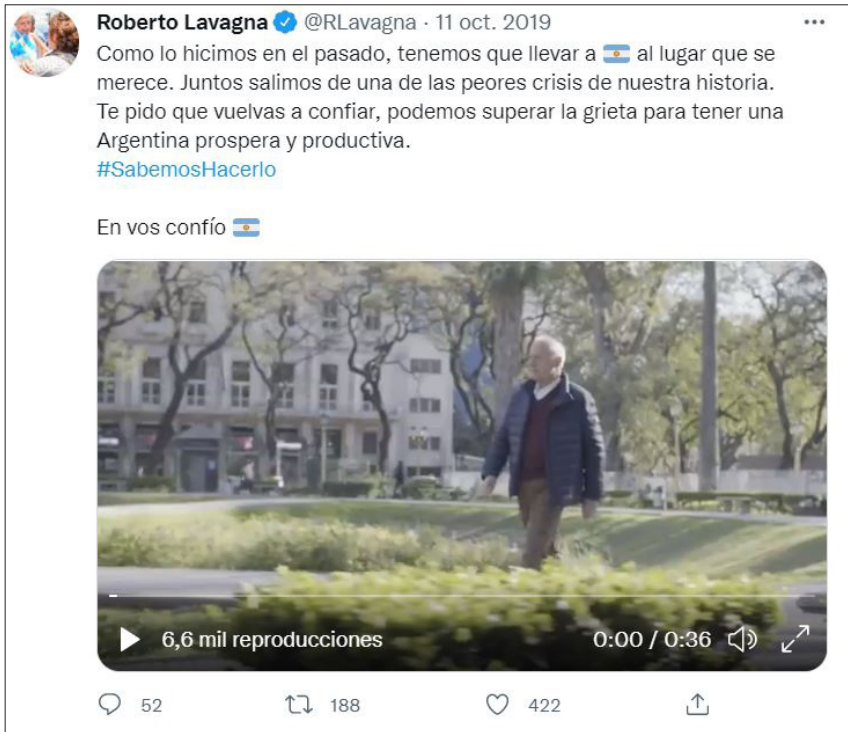 Roberto Lavagna @RLavagna · 11 oct. 2019
Como lo hicimos en el pasado, tenemos que llevar a 🇦🇷 al lugar que se
merece. Juntos salimos de una de las peores crisis de nuestra historia.
Te pido que vuelvas a confiar, podemos superar la grieta para tener una
Argentina prospera y productiva.
#SabemosHacerlo
En vos confío 🇦🇷
6,6 mil reproducciones 0:00 / 0:36
52 188 422